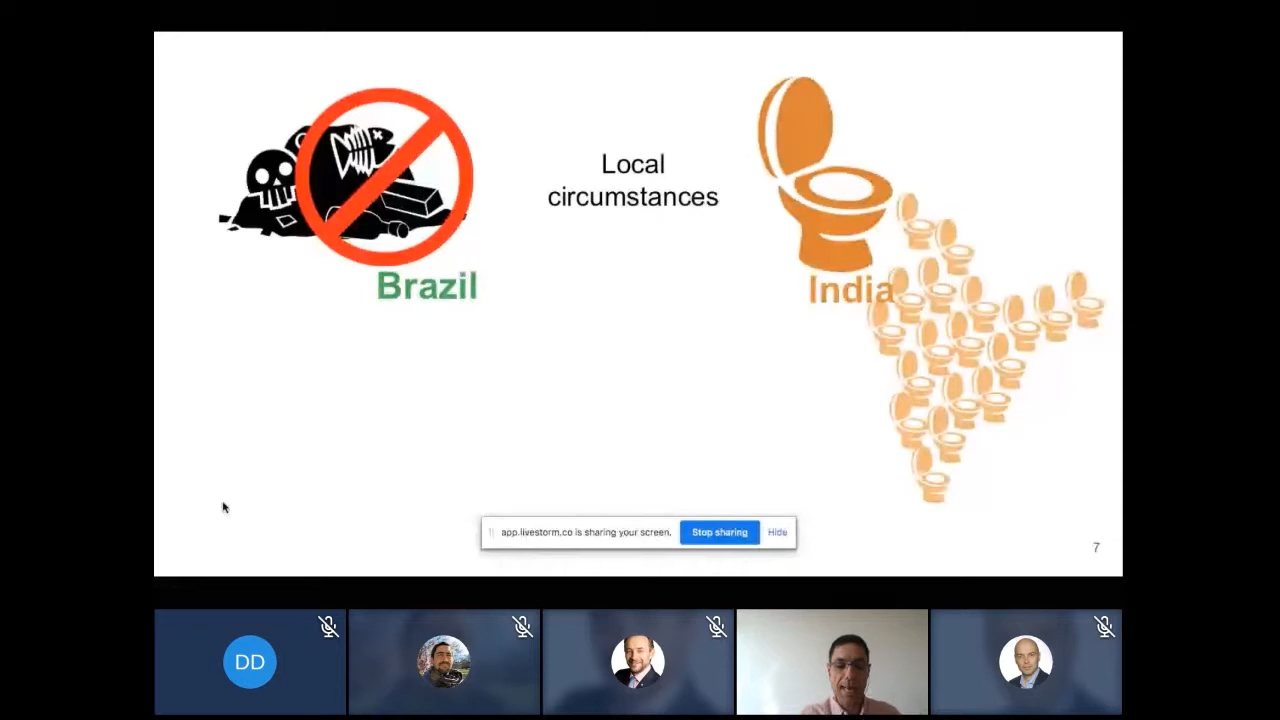 Local
circumstances
Brazil
India
app.livestorm.co is sharing your screen.
Stop sharing
Hide
7
DD